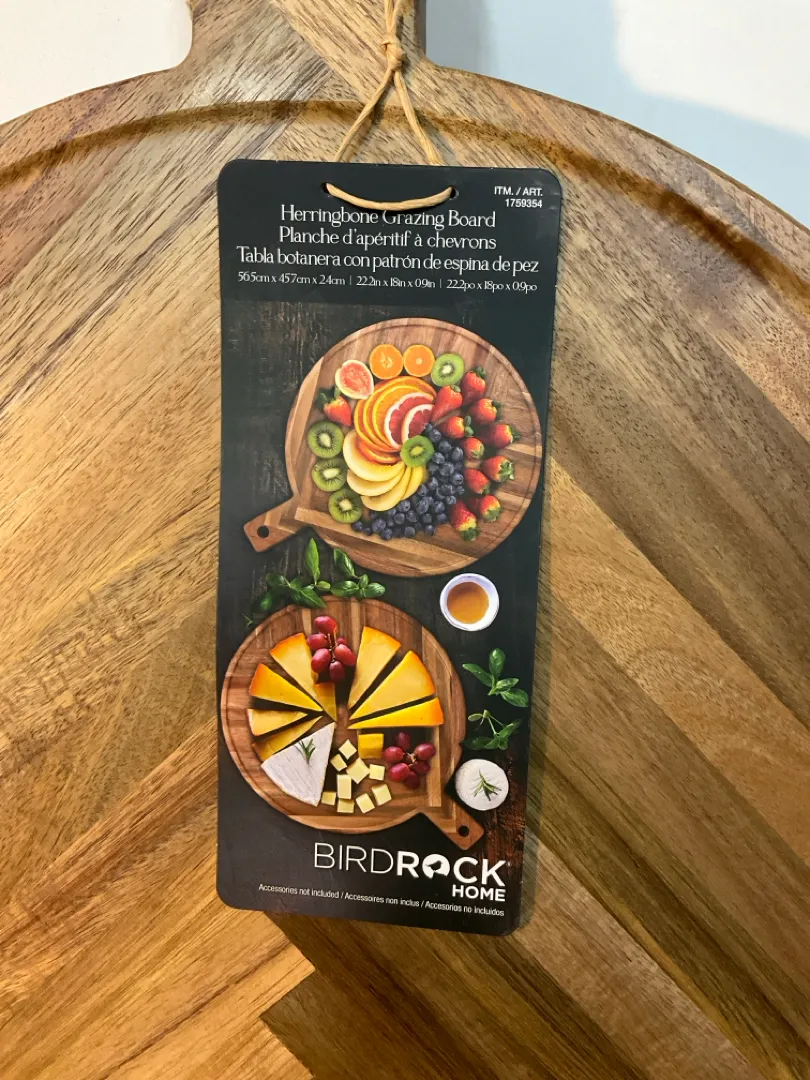 ITM. / ART.
1759354
Herringbone Grazing Board
Planche d'apéritif à chevrons
Tabla botanera con patrón de espina de pez
56.5cm x 45.7cm x 2.4cm | 22.2in x 18in x 0.9in | 22.2po x 18po x 0.9po
BIRDROCK
HOME
Accessories not included / Accessoires non inclus / Accesorios no incluidos